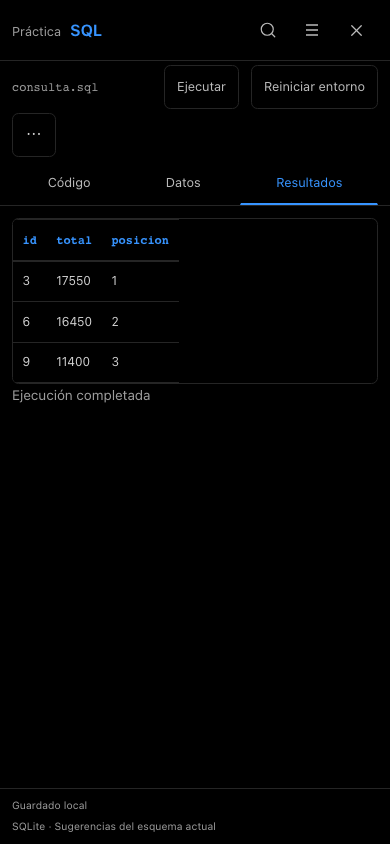 Práctica SQL
consulta.sql Ejecutar Reiniciar entorno
...
Código Datos Resultados
id total posicion
3 17550 1
6 16450 2
9 11400 3
Ejecución completada
Guardado local
SQLite · Sugerencias del esquema actual